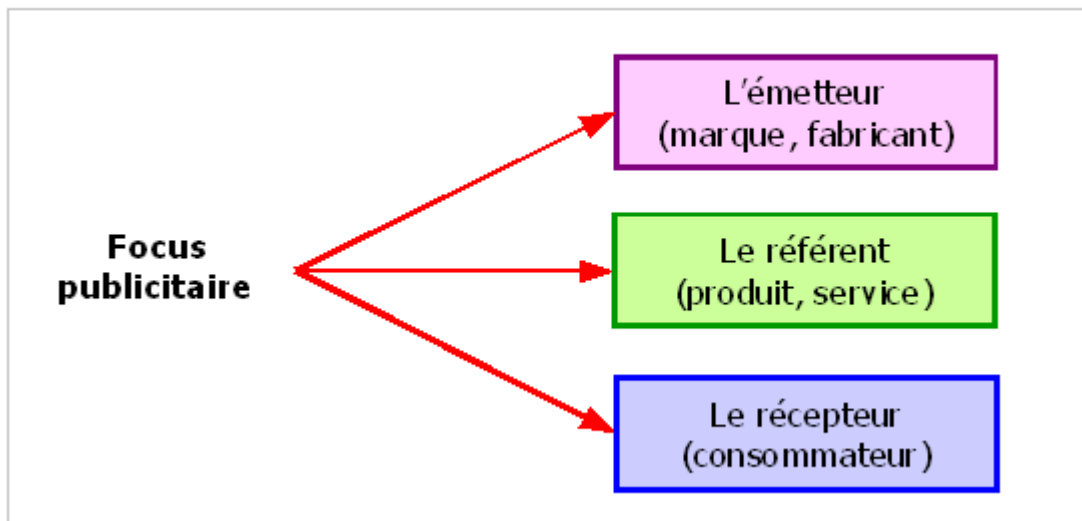 Focus
publicitaire
L'émetteur
(marque, fabricant)
Le référent
(produit, service)
Le récepteur
(consommateur)